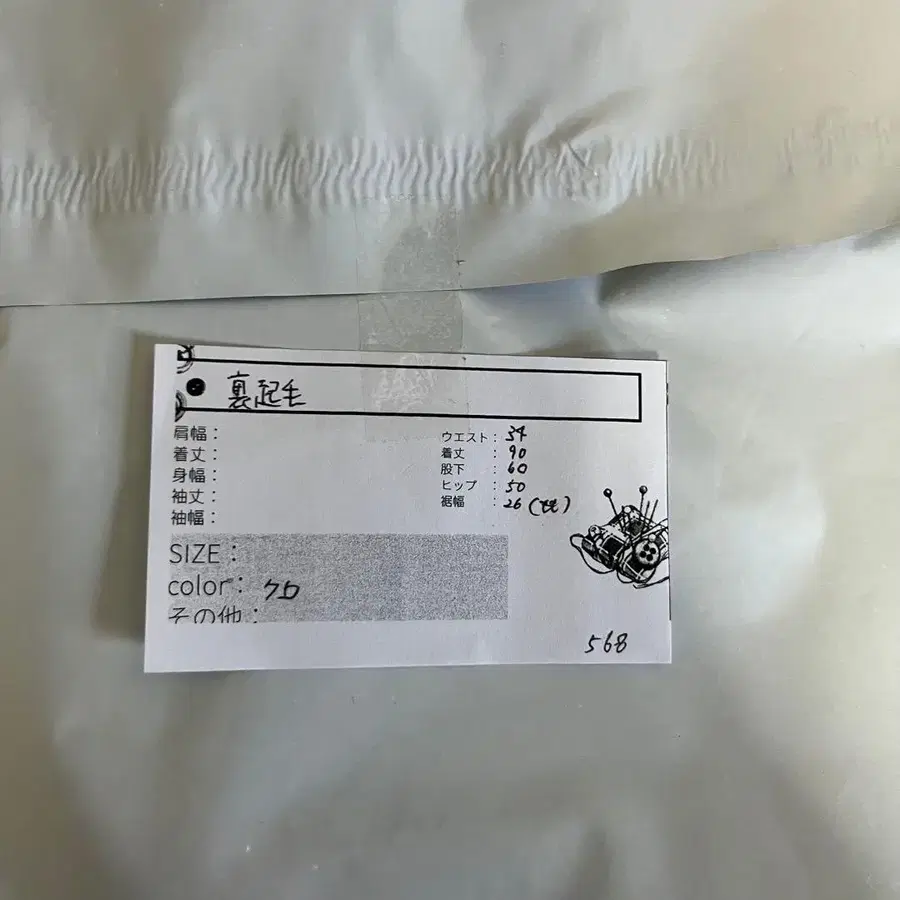 裏起毛
肩幅：
着丈：
身幅：
袖丈：
袖幅：
ウエスト：34
着丈：90
股下：60
ヒップ：50
裾幅：26
SIZE：
color：クロ
その他：
568